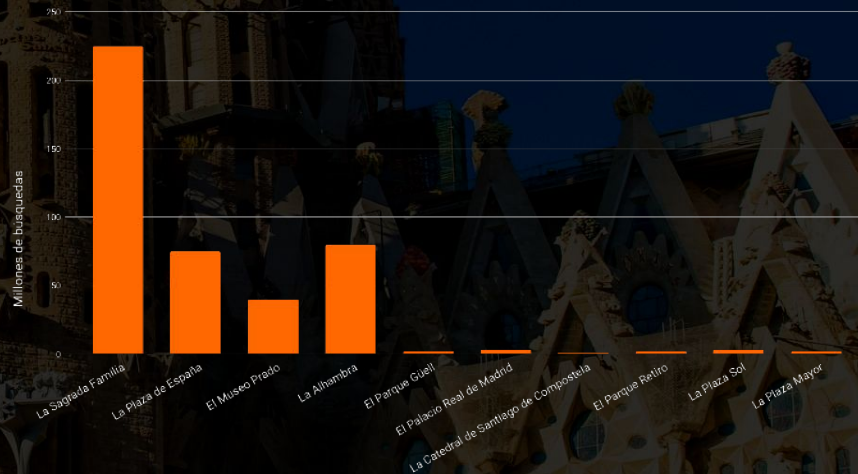 250
200
150
100
50
0
Millones de búsquedas
La Sagrada Familia
La Plaza de España
El Museo Prado
La Alhambra
El Parque Güell
El Palacio Real de Madrid
La Catedral de Santiago de Compostela
El Parque Retiro
La Plaza Sol
La Plaza Mayor